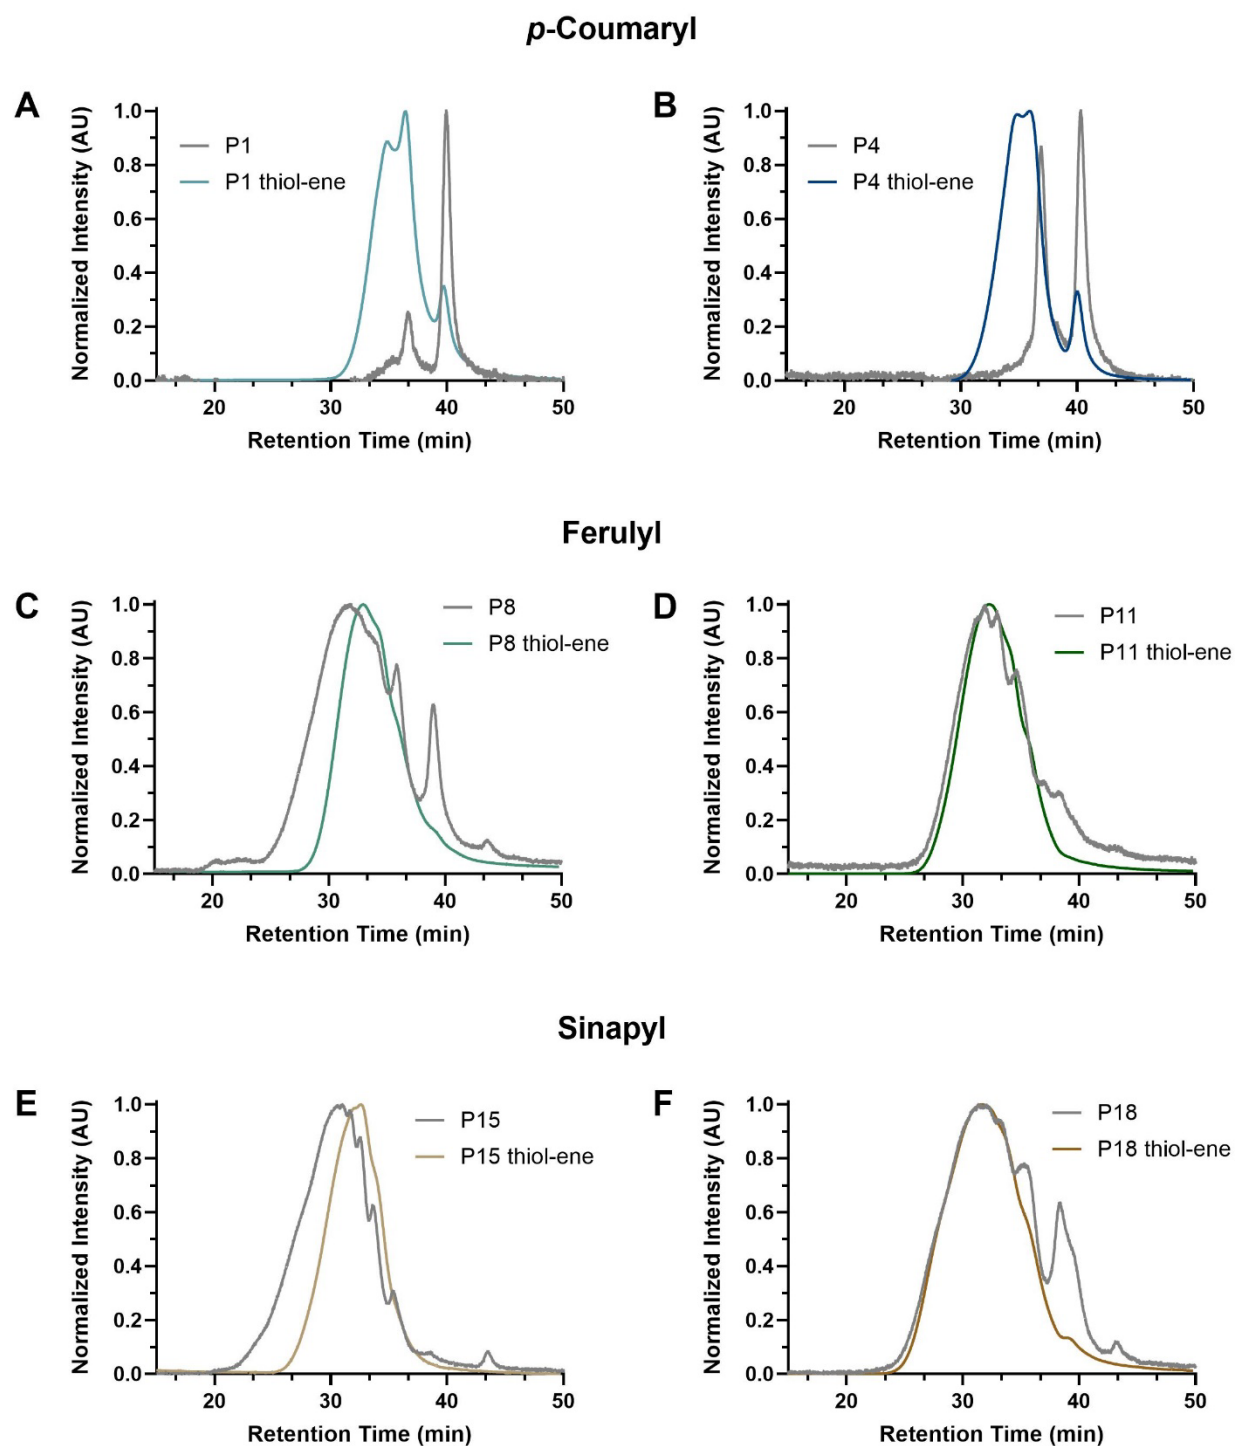 p-Coumaryl
A
Normalized Intensity (AU)
1.0
0.8
0.6
0.4
0.2
0.0
P1
P1 thiol-ene
20 30 40 50
Retention Time (min)
B
Normalized Intensity (AU)
1.0
0.8
0.6
0.4
0.2
0.0
P4
P4 thiol-ene
20 30 40 50
Retention Time (min)
Ferulyl
C
Normalized Intensity (AU)
1.0
0.8
0.6
0.4
0.2
0.0
P8
P8 thiol-ene
20 30 40 50
Retention Time (min)
D
Normalized Intensity (AU)
1.0
0.8
0.6
0.4
0.2
0.0
P11
P11 thiol-ene
20 30 40 50
Retention Time (min)
Sinapyl
E
Normalized Intensity (AU)
1.0
0.8
0.6
0.4
0.2
0.0
P15
P15 thiol-ene
20 30 40 50
Retention Time (min)
F
Normalized Intensity (AU)
1.0
0.8
0.6
0.4
0.2
0.0
P18
P18 thiol-ene
20 30 40 50
Retention Time (min)